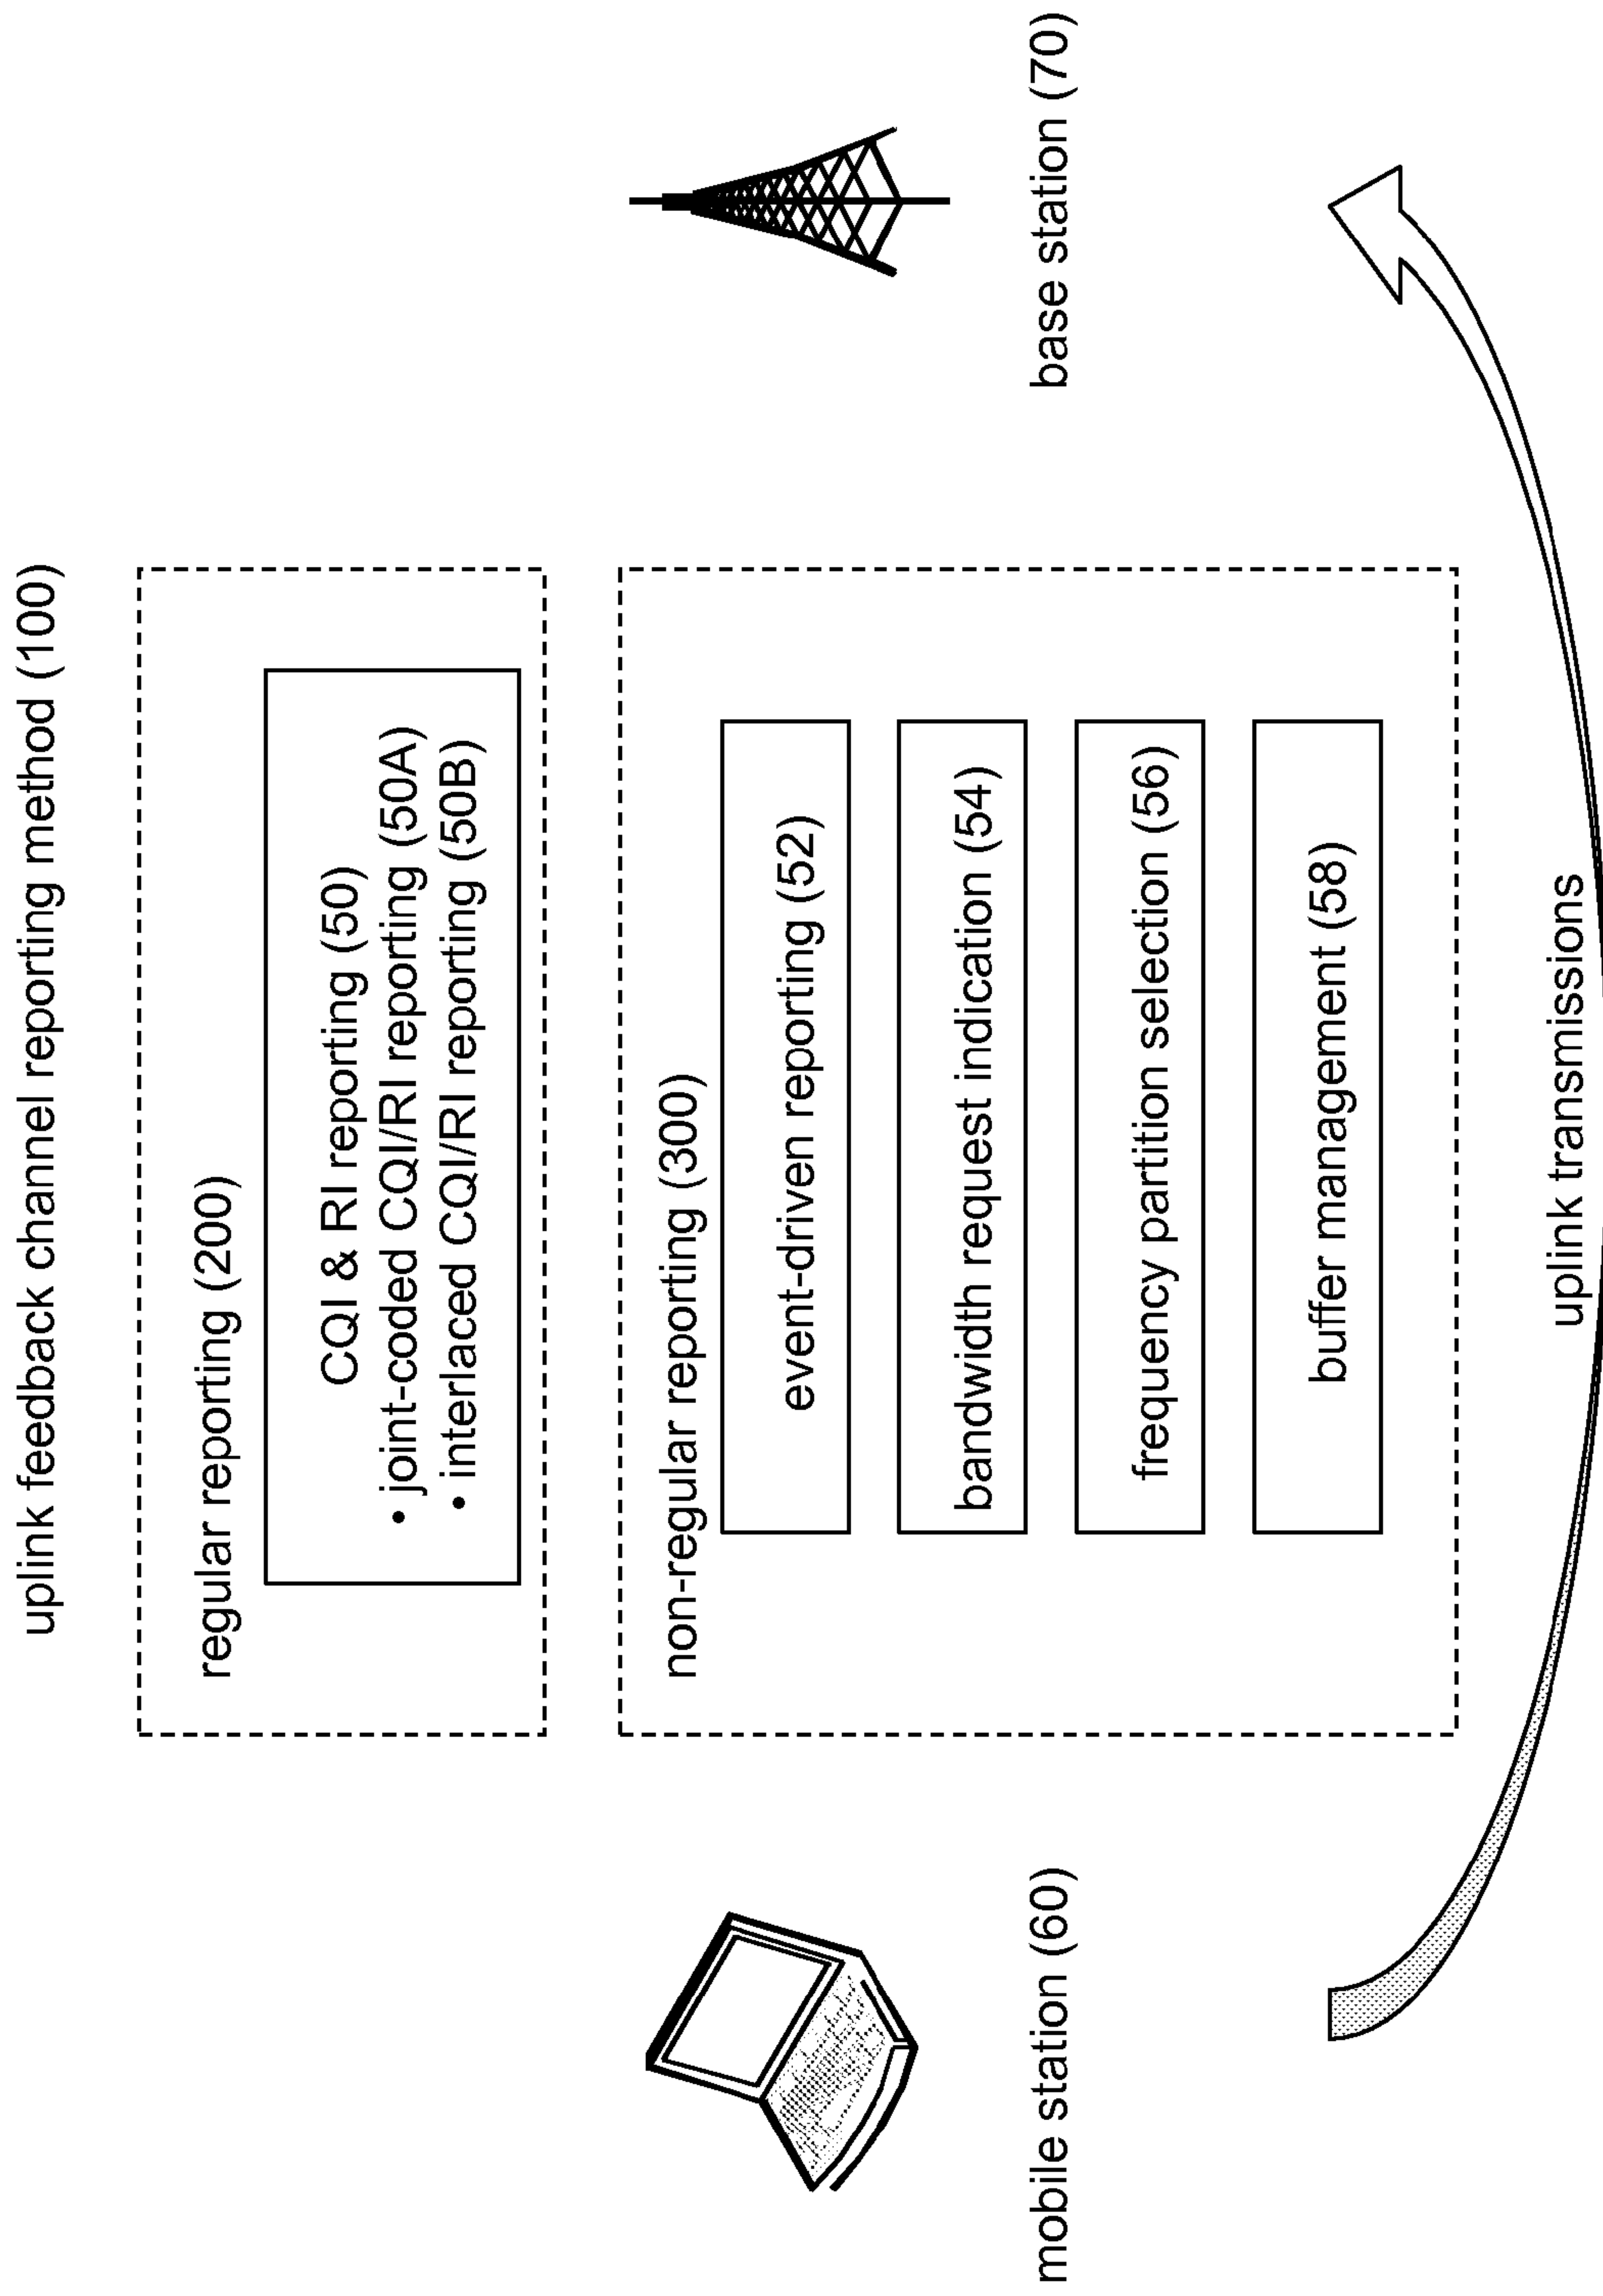 uplink feedback channel reporting method (100)
regular reporting (200)
CQI & RI reporting (50)
• joint-coded CQI/RI reporting (50A)
• interlaced CQI/RI reporting (50B)
non-regular reporting (300)
event-driven reporting (52)
bandwidth request indication (54)
frequency partition selection (56)
buffer management (58)
mobile station (60)
base station (70)
uplink transmissions